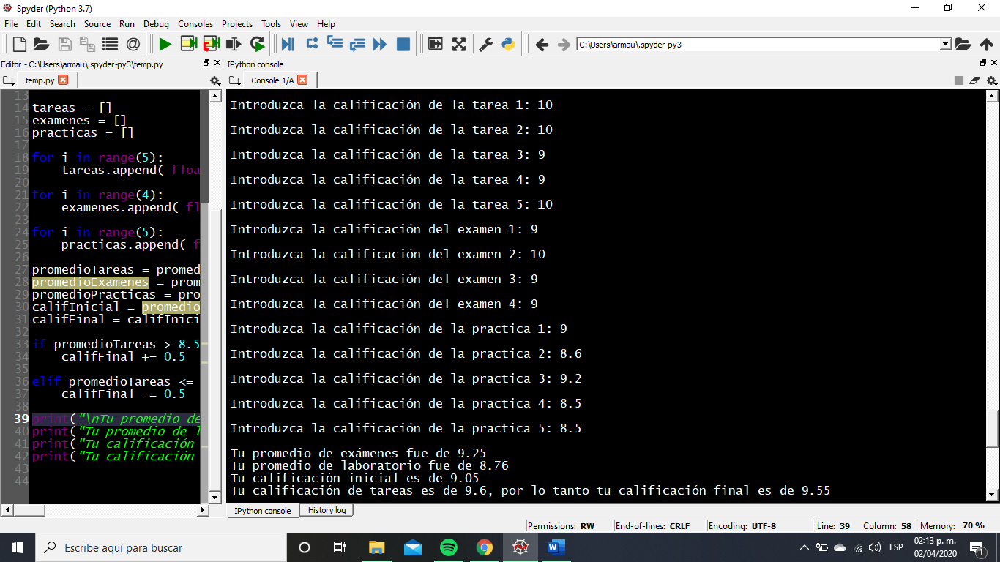 Spyder (Python 3.7)
File Edit Search Source Run Debug Consoles Projects Tools View Help
C:\Users\armau\.spyder-py3
Editor - C:\Users\armau\.spyder-py3\temp.py
IPython console
temp.py
Console 1/A
13
14 tareas = []
15 examenes = []
16 practicas = []
17
18 for i in range(5):
19 tareas.append( floa
20
21 for i in range(4):
22 examenes.append( fl
23
24 for i in range(5):
25 practicas.append( f
26
27 promedioTareas = promed
28 promedioExamenes = prom
29 promedioPracticas = pro
30 califInicial = promedio
31 califFinal = califInici
32
33 if promedioTareas > 8.5
34 califFinal += 0.5
35
36 elif promedioTareas <=
37 califFinal -= 0.5
38
39 print("\nTu promedio de
40 print("Tu promedio de l
41 print("Tu calificación
42 print("Tu calificación
43
44
Introduzca la calificación de la tarea 1: 10
Introduzca la calificación de la tarea 2: 10
Introduzca la calificación de la tarea 3: 9
Introduzca la calificación de la tarea 4: 9
Introduzca la calificación de la tarea 5: 10
Introduzca la calificación del examen 1: 9
Introduzca la calificación del examen 2: 10
Introduzca la calificación del examen 3: 9
Introduzca la calificación del examen 4: 9
Introduzca la calificación de la practica 1: 9
Introduzca la calificación de la practica 2: 8.6
Introduzca la calificación de la practica 3: 9.2
Introduzca la calificación de la practica 4: 8.5
Introduzca la calificación de la practica 5: 8.5
Tu promedio de exámenes fue de 9.25
Tu promedio de laboratorio fue de 8.76
Tu calificación inicial es de 9.05
Tu calificación de tareas es de 9.6, por lo tanto tu calificación final es de 9.55
IPython console History log
Permissions: RW End-of-lines: CRLF Encoding: UTF-8 Line: 39 Column: 58 Memory: 70 %
Escribe aquí para buscar
ESP
02:13 p. m.
02/04/2020
1